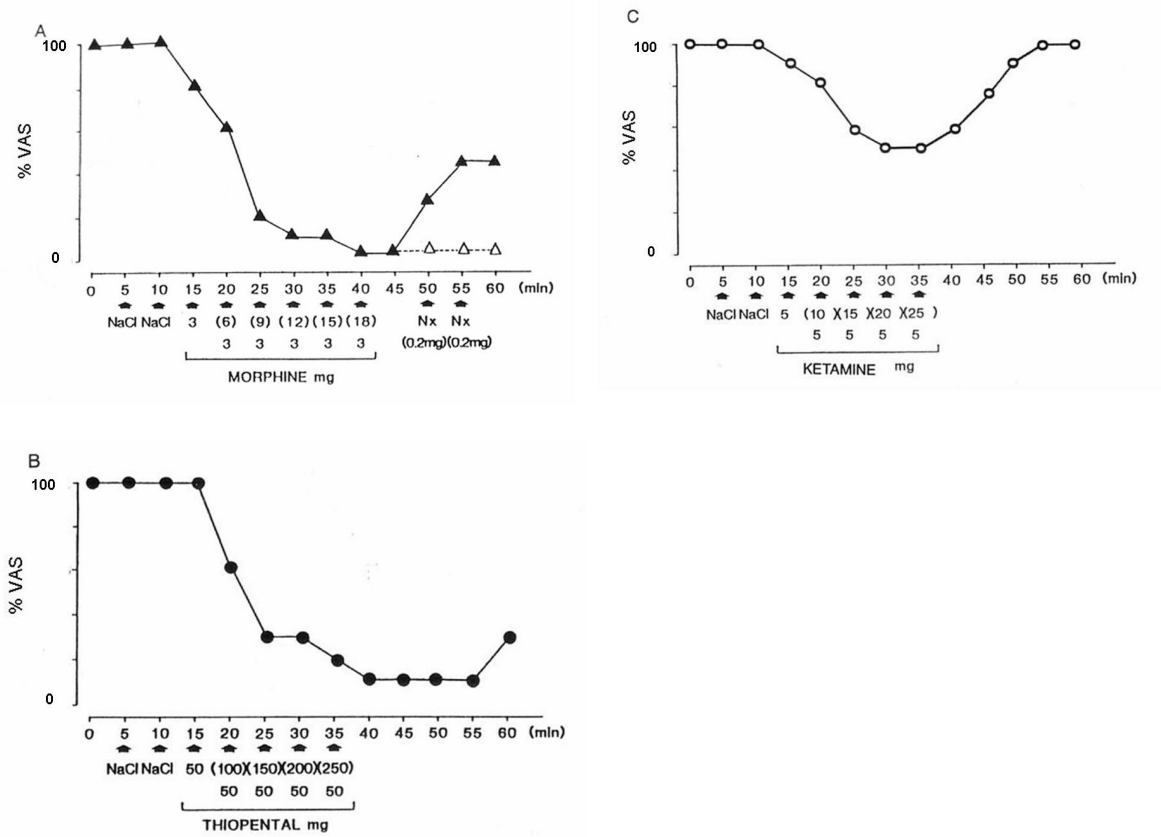 A
100
% VAS
0
0 5 10 15 20 25 30 35 40 45 50 55 60 (min)
NaCl NaCl 3 (6) (9) (12) (15) (18) Nx Nx
3 3 3 3 3 (0.2mg)(0.2mg)
MORPHINE mg
C
100
% VAS
0
0 5 10 15 20 25 30 35 40 45 50 55 60 (min)
NaCl NaCl 5 (10 )(15 )(20 )(25 )
5 5 5 5
KETAMINE mg
B
100
% VAS
0
0 5 10 15 20 25 30 35 40 45 50 55 60 (min)
NaCl NaCl 50 (100)(150)(200)(250)
50 50 50 50
THIOPENTAL mg